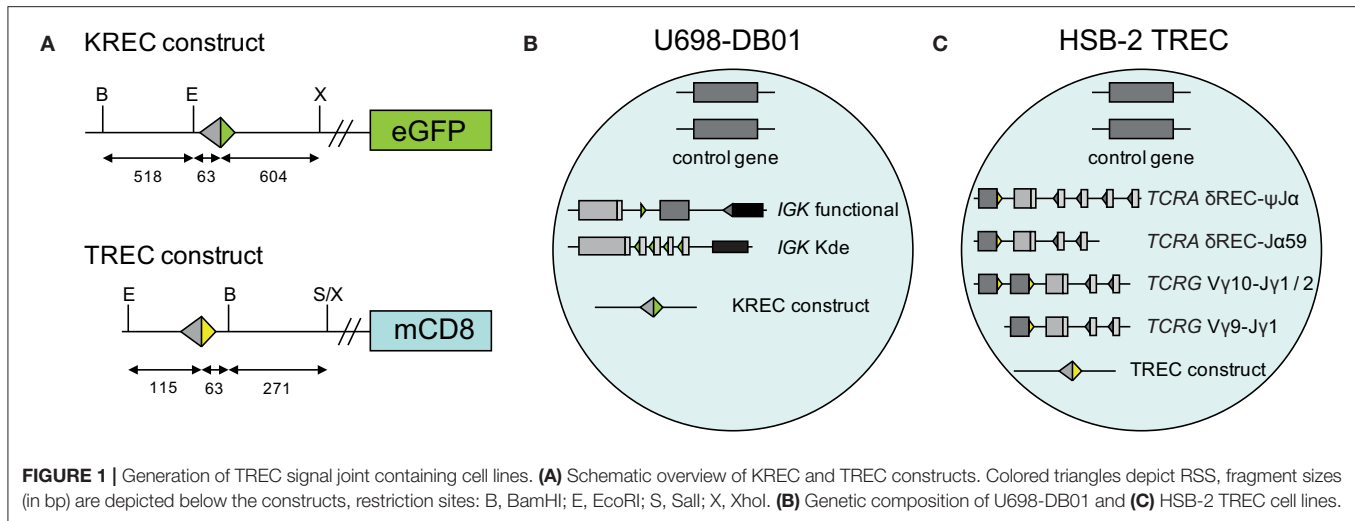 A
KREC construct
B E X
eGFP
518 63 604
TREC construct
E B S/X
mCD8
115 63 271
B
U698-DB01
control gene
IGK functional
IGK Kde
KREC construct
C
HSB-2 TREC
control gene
TCRA δREC-ψJα
TCRA δREC-Jα59
TCRG Vγ10-Jγ1 / 2
TCRG Vγ9-Jγ1
TREC construct
FIGURE 1 | Generation of TREC signal joint containing cell lines. (A) Schematic overview of KREC and TREC constructs. Colored triangles depict RSS, fragment sizes
(in bp) are depicted below the constructs, restriction sites: B, BamHI; E, EcoRI; S, SalI; X, XhoI. (B) Genetic composition of U698-DB01 and (C) HSB-2 TREC cell lines.